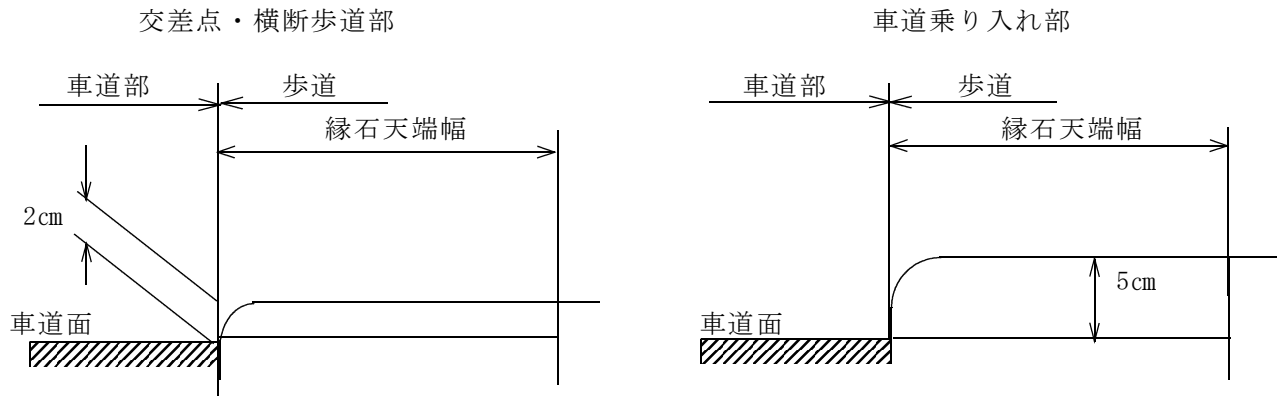 交差点・横断歩道部
車道部
歩道
縁石天端幅
2cm
車道面
車道乗り入れ部
車道部
歩道
縁石天端幅
5cm
車道面